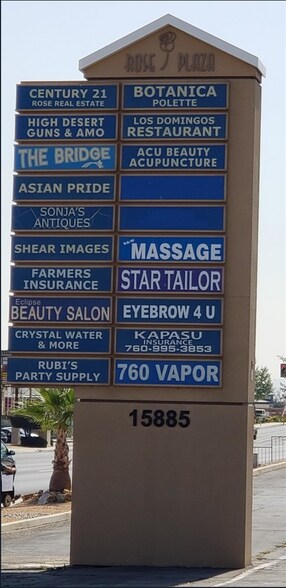 ROSE PLAZA
CENTURY 21
ROSE REAL ESTATE
BOTANICA
POLETTE
HIGH DESERT
GUNS & AMO
LOS DOMINGOS
RESTAURANT
THE BRIDGE
ACU BEAUTY
ACUPUNCTURE
ASIAN PRIDE
SONJA'S
ANTIQUES
SHEAR IMAGES
MASSAGE
FARMERS
INSURANCE
STAR TAILOR
Eclipse
BEAUTY SALON
EYEBROW 4 U
CRYSTAL WATER
& MORE
KAPASU
INSURANCE
760-995-3853
RUBI'S
PARTY SUPPLY
760 VAPOR
15885